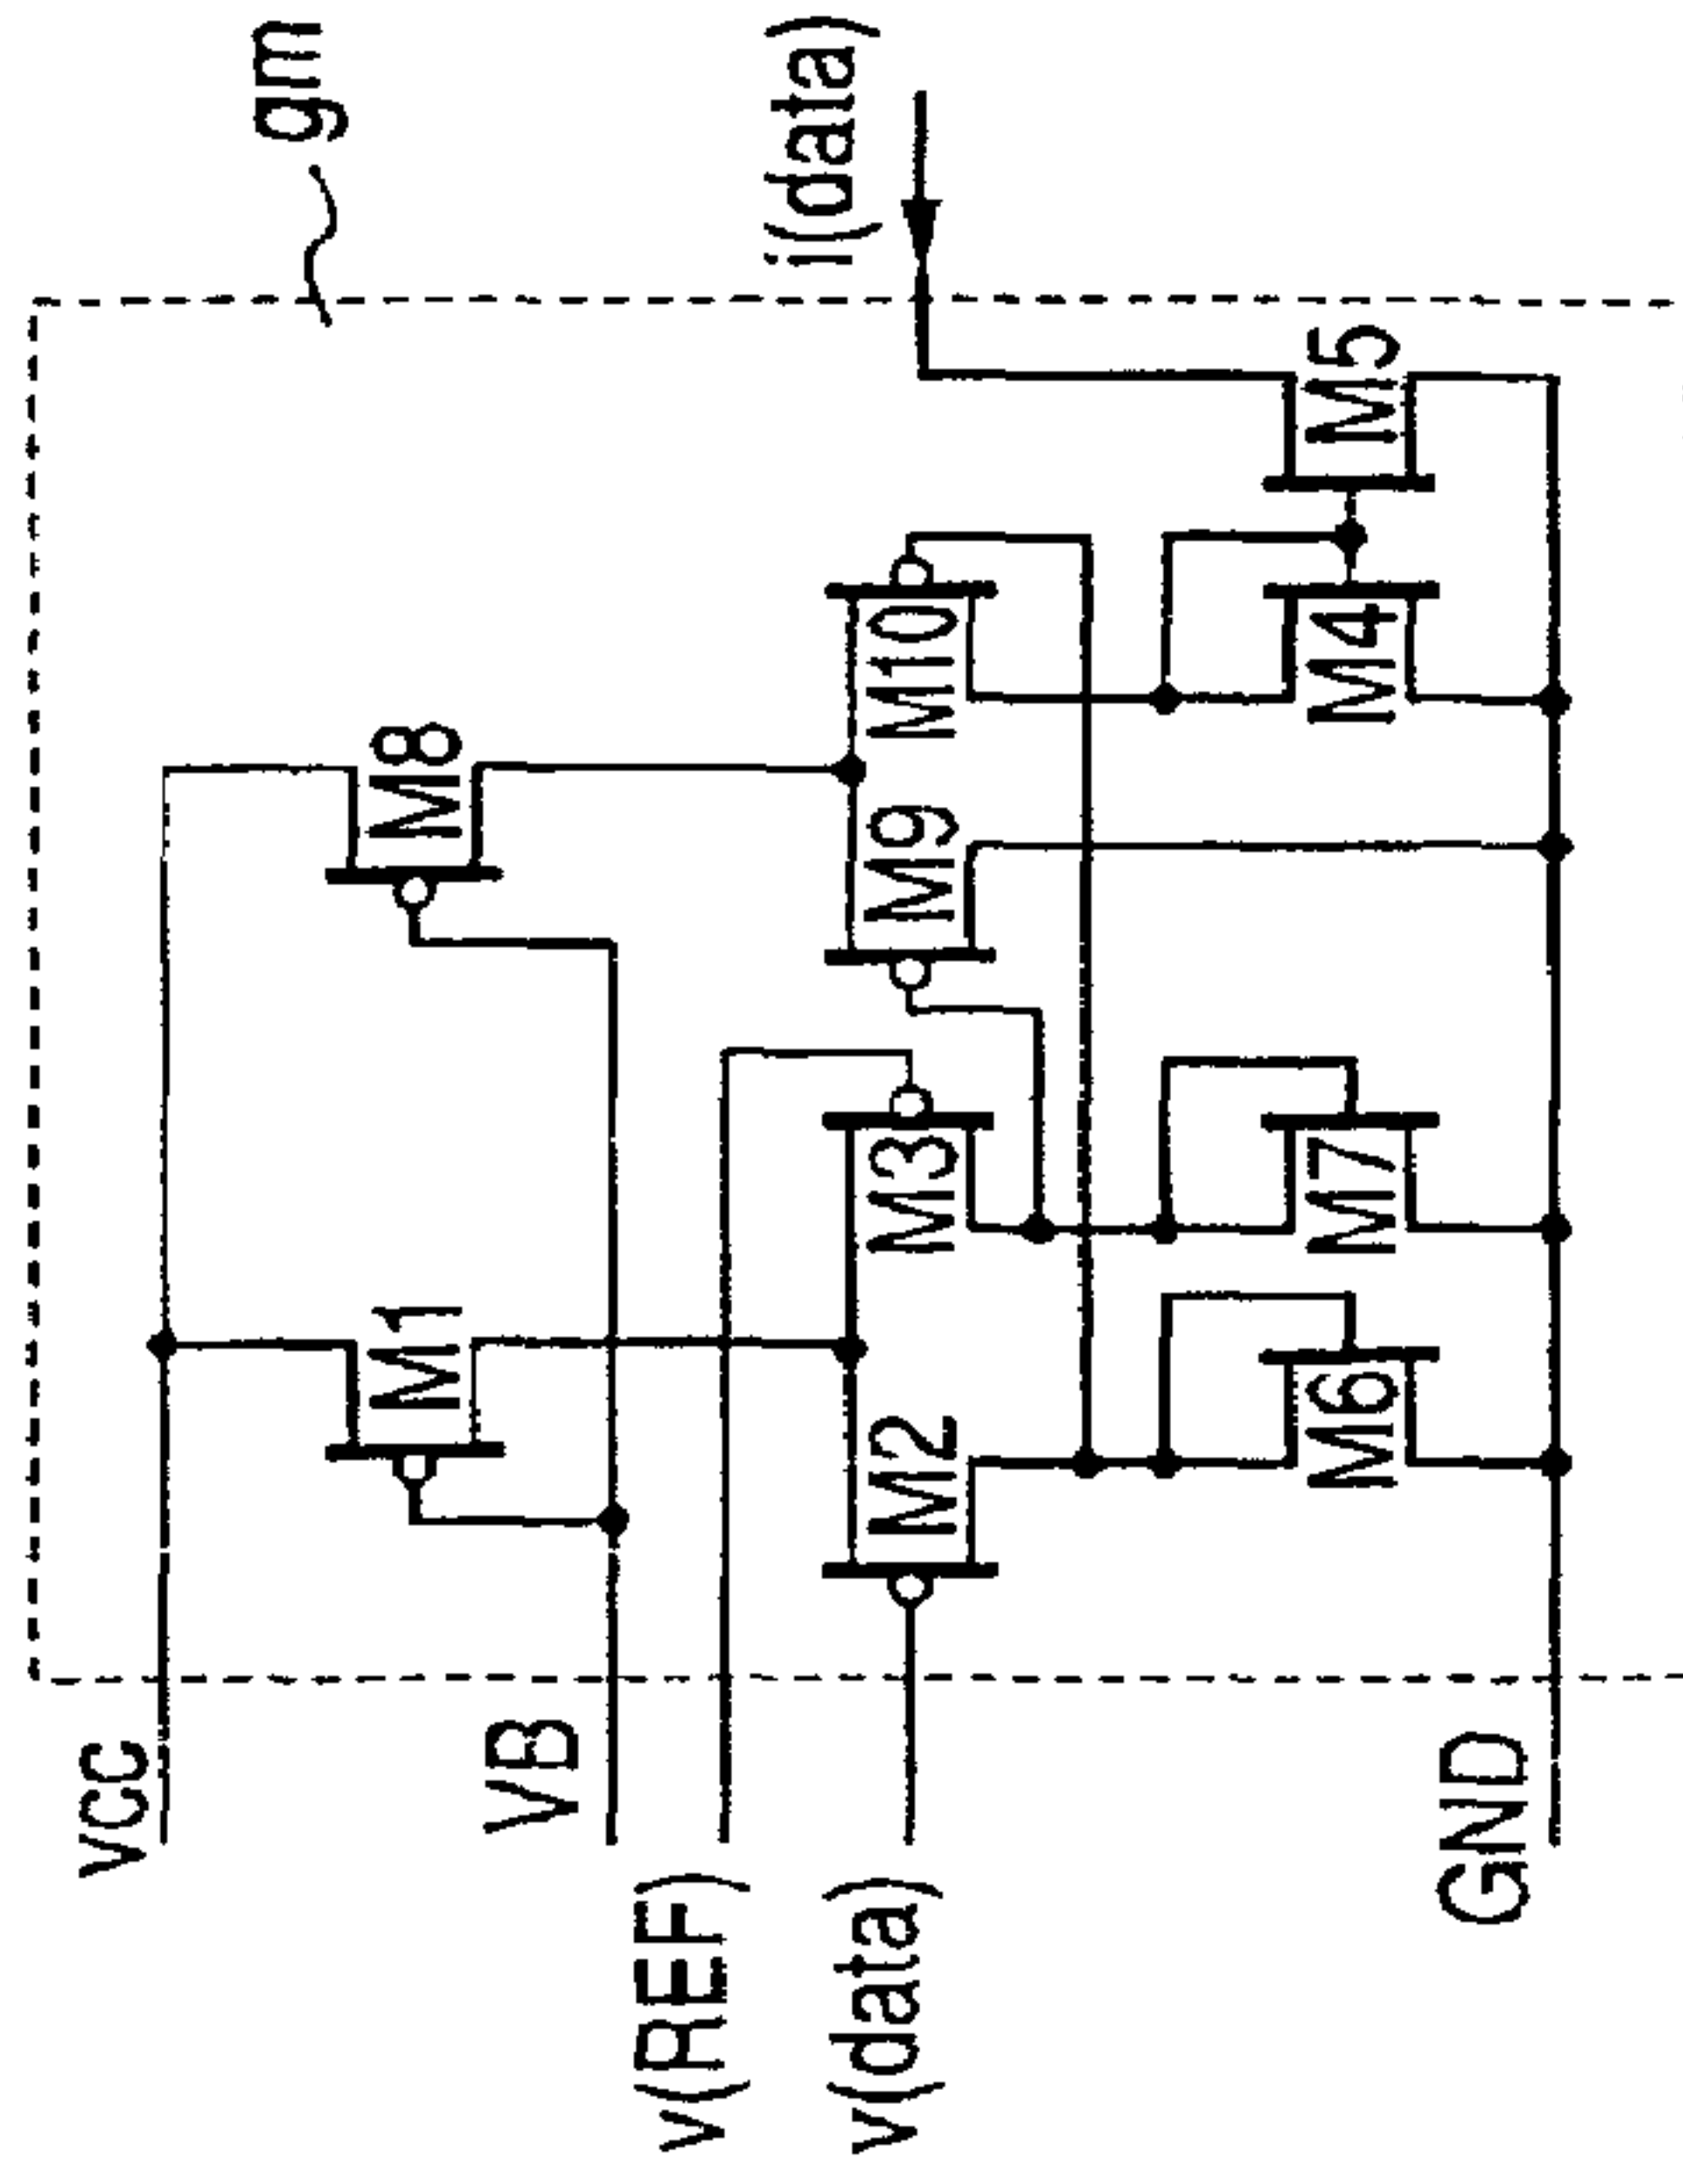 gm
vcc
M8
M1
VB
v(REF)
i(data)
v(data)
M2
M3
M9
M10
M6
M7
M4
M5
GND